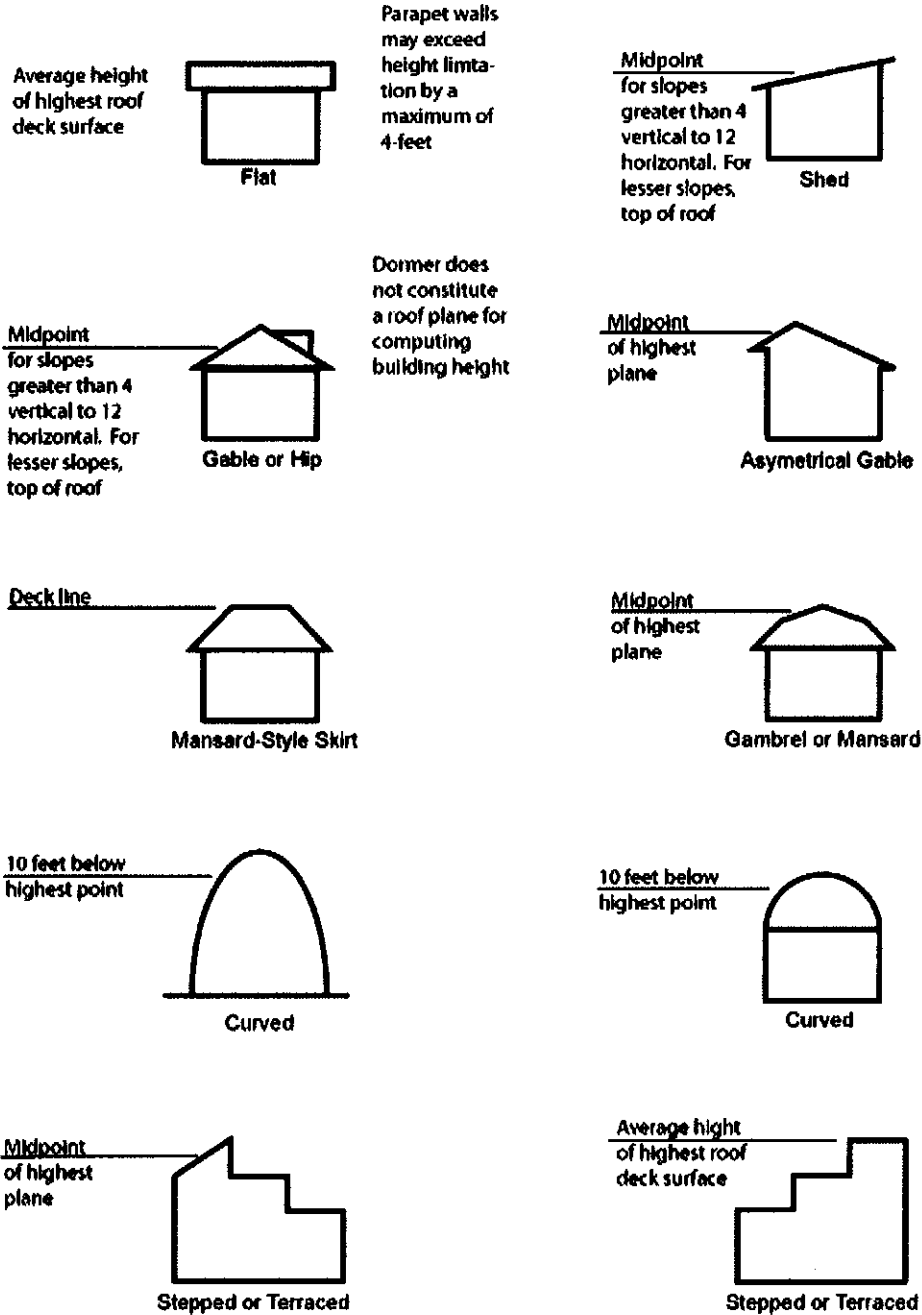 Average height
of highest roof
deck surface
Flat
Parapet walls
may exceed
height limta-
tion by a
maximum of
4-feet
Midpoint
for slopes
greater than 4
vertical to 12
horizontal. For
lesser slopes,
top of roof
Shed
Midpoint
for slopes
greater than 4
vertical to 12
horizontal. For
lesser slopes,
top of roof
Gable or Hip
Dormer does
not constitute
a roof plane for
computing
building height
Midpoint
of highest
plane
Asymetrical Gable
Deck line
Mansard-Style Skirt
Midpoint
of highest
plane
Gambrel or Mansard
10 feet below
highest point
Curved
10 feet below
highest point
Curved
Midpoint
of highest
plane
Stepped or Terraced
Average hight
of highest roof
deck surface
Stepped or Terraced